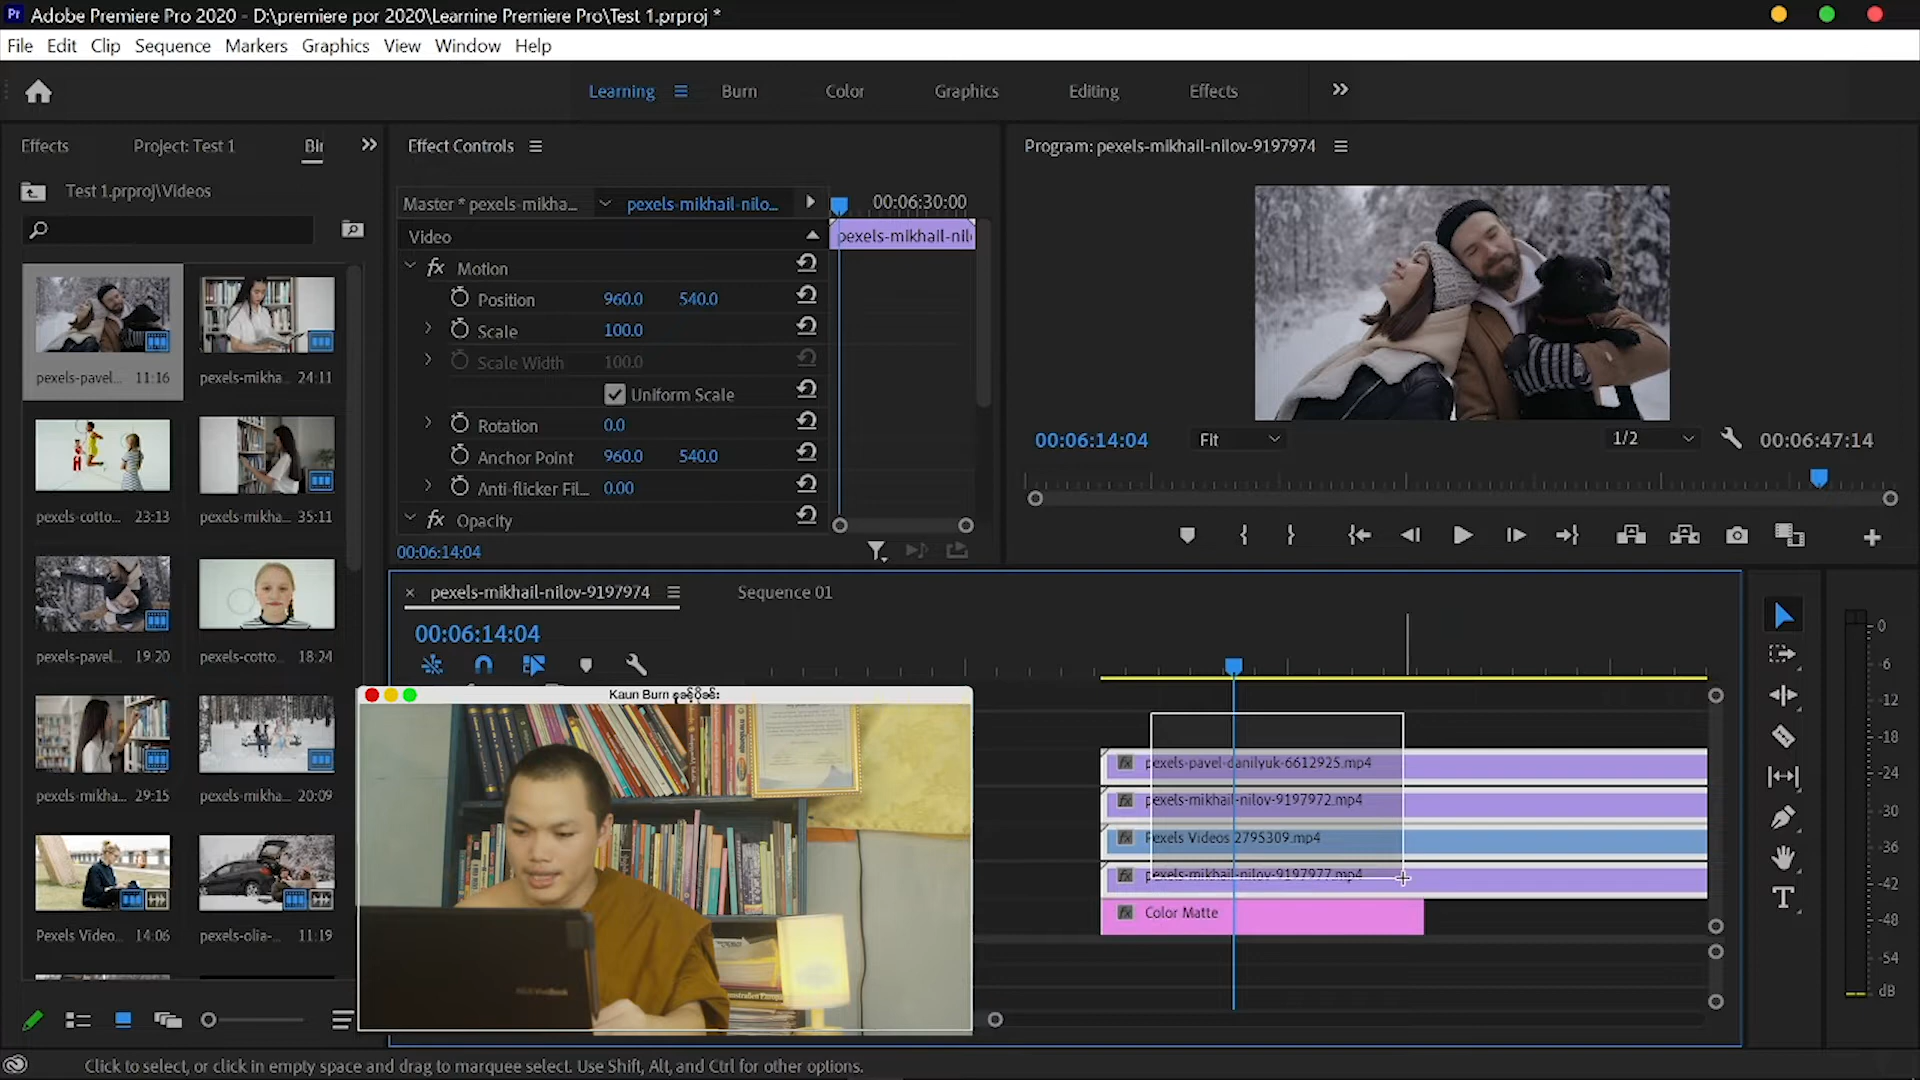 Pr Adobe Premiere Pro 2020 - D:\premiere por 2020\Learnine Premiere Pro\Test 1.prproj *
File Edit Clip Sequence Markers Graphics View Window Help
Learning Burn Color Graphics Editing Effects
Effects Project: Test 1
Effect Controls
Program: pexels-mikhail-nilov-9197974
Test 1.prproj\Videos
pexels-pavel... 11:16 pexels-mikha... 24:11
pexels-cotto... 23:13 pexels-mikha... 35:11
pexels-pavel... 19:20 pexels-cotto... 18:24
pexels-mikha... 29:15 pexels-mikha... 20:09
Pexels Video... 14:06 pexels-olia-... 11:19
Master * pexels-mikha... pexels-mikhail-nilo... 00:06:30:00
Video pexels-mikhail-nil
fx Motion
Position 960.0 540.0
Scale 100.0
Scale Width 100.0
Uniform Scale
Rotation 0.0
Anchor Point 960.0 540.0
Anti-flicker Fil... 0.00
fx Opacity
00:06:14:04
00:06:14:04 Fit 1/2 00:06:47:14
pexels-mikhail-nilov-9197974 Sequence 01
00:06:14:04
Kaun Burn
fx pexels-pavel-danilyuk-6612925.mp4
fx pexels-mikhail-nilov-9197972.mp4
fx Pexels Videos 2795309.mp4
fx pexels-mikhail-nilov-9197977.mp4
fx Color Matte
0
-6
-12
-18
-24
-30
-36
-42
-48
-54
dB
Click to select, or click in empty space and drag to marquee select. Use Shift, Alt, and Ctrl for other options.